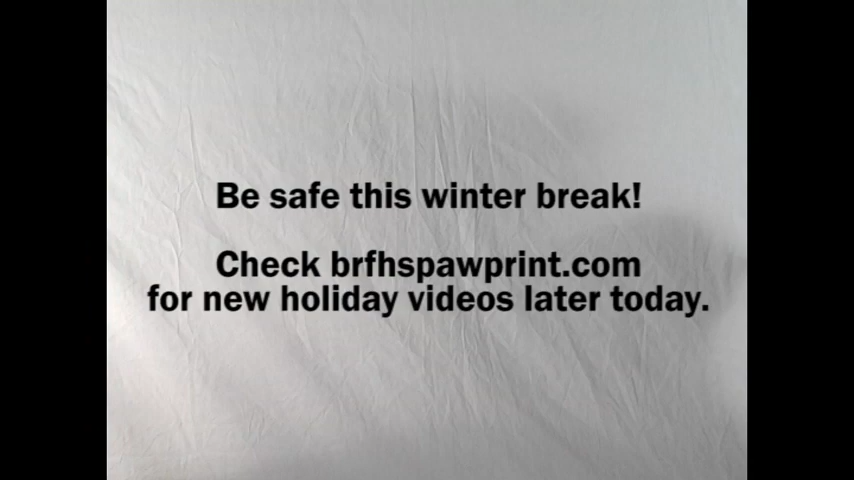 Be safe this winter break!
Check brfhspawprint.com
for new holiday videos later today.